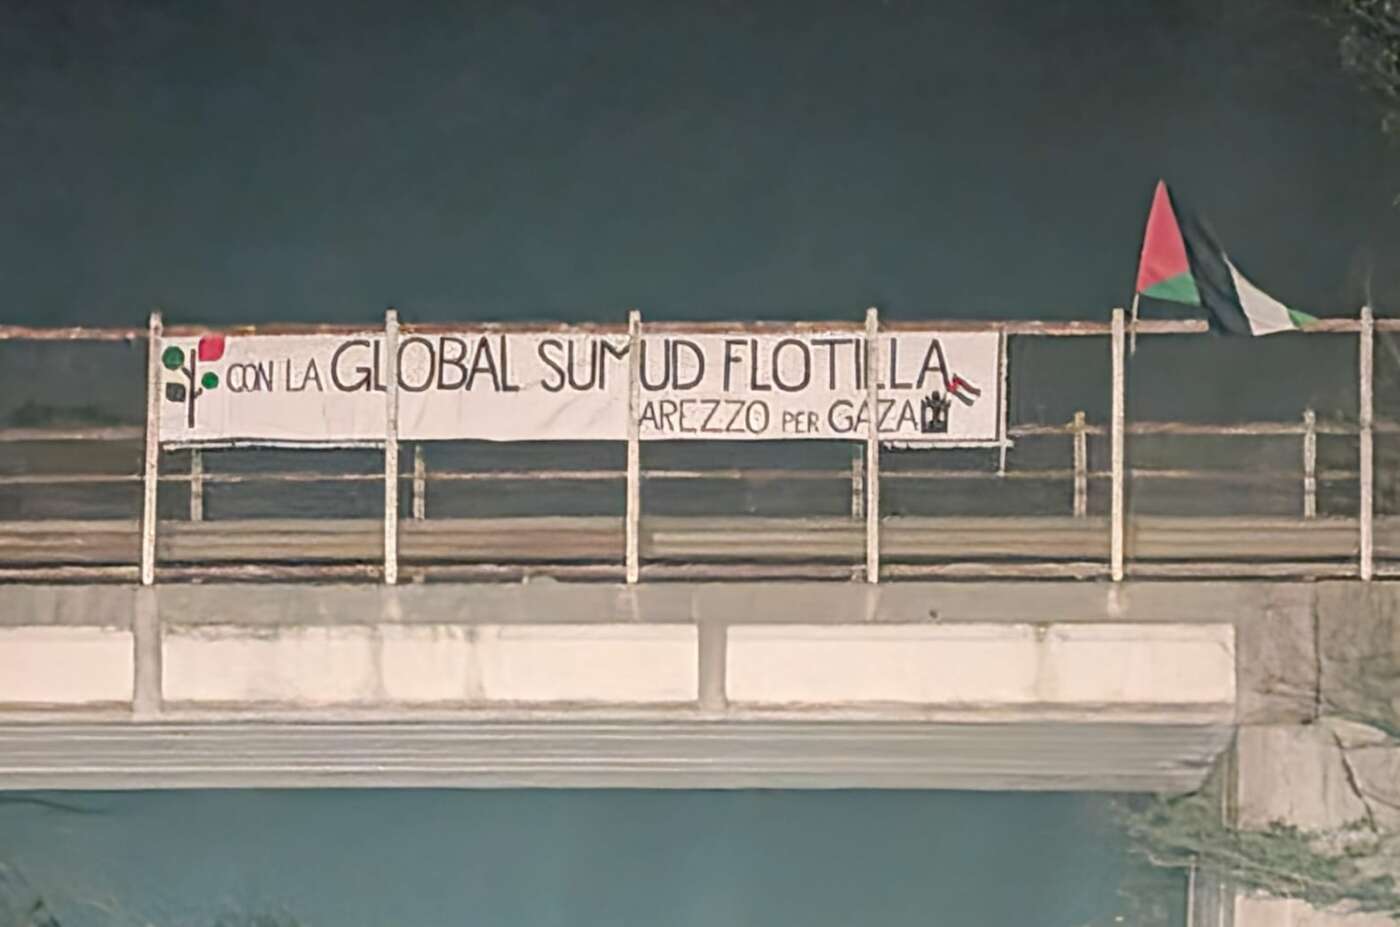 CON LA GLOBAL SUMUD FLOTILLA
AREZZO PER GAZA